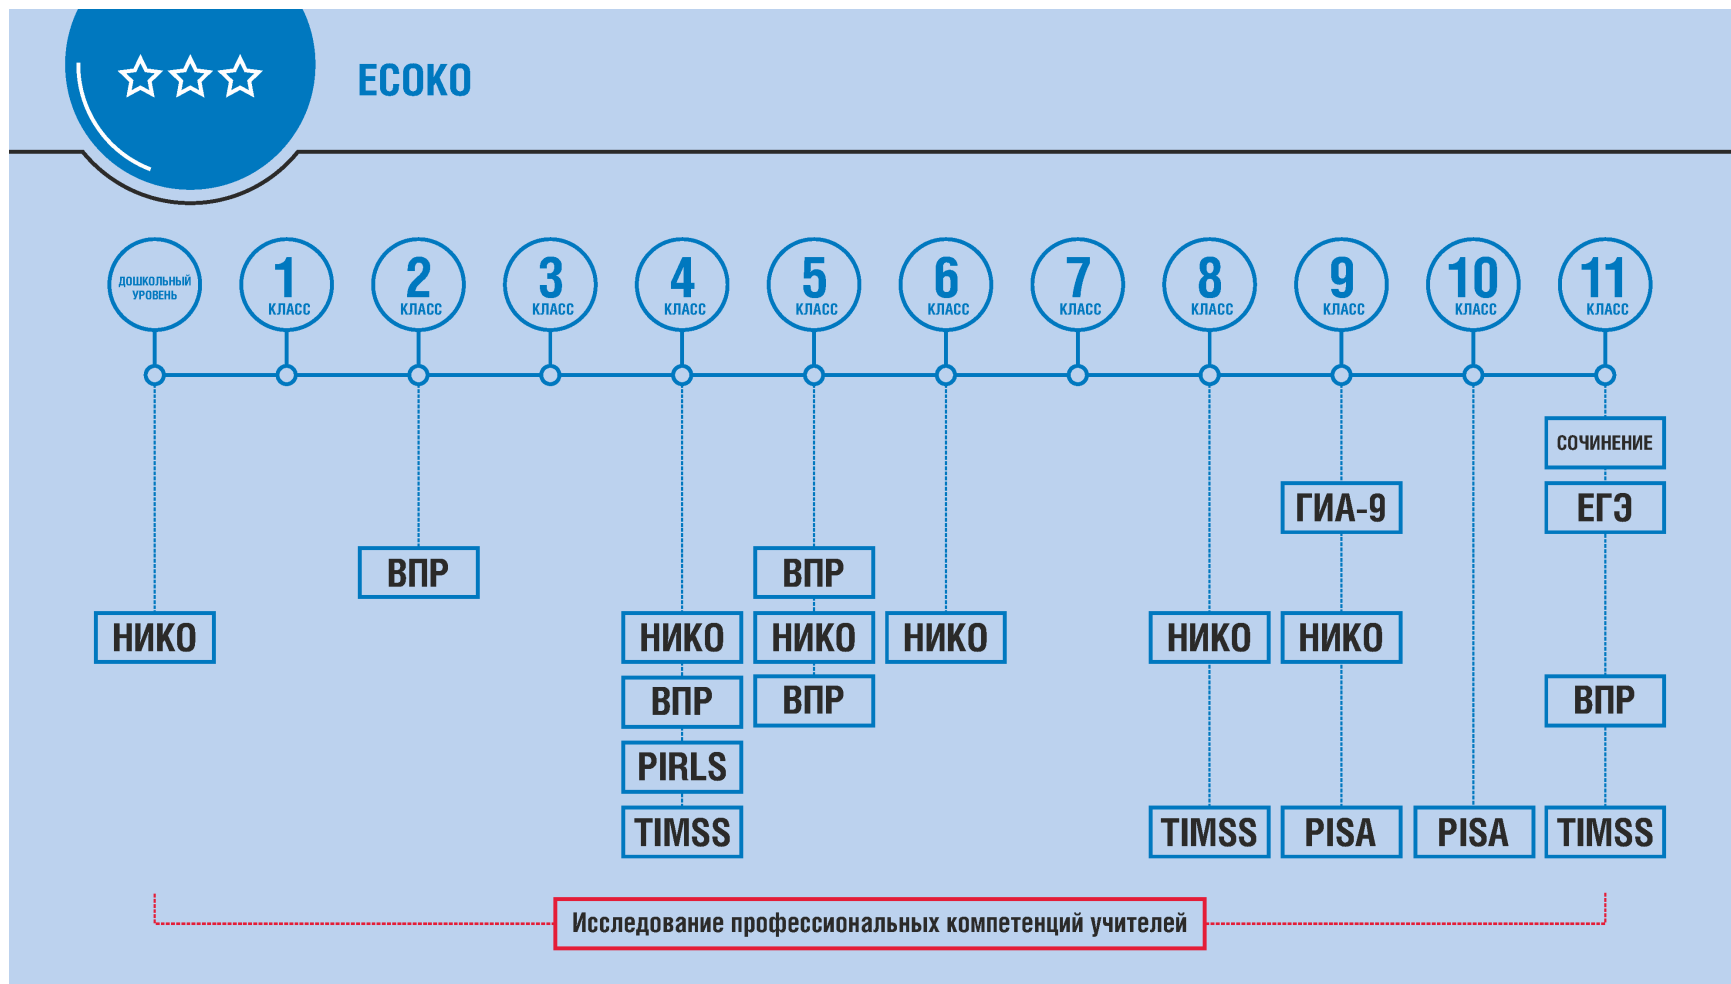 ЕСОКО
ДОШКОЛЬНЫЙ
УРОВЕНЬ
1
КЛАСС
2
КЛАСС
3
КЛАСС
4
КЛАСС
5
КЛАСС
6
КЛАСС
7
КЛАСС
8
КЛАСС
9
КЛАСС
10
КЛАСС
11
КЛАСС
СОЧИНЕНИЕ
ГИА-9
ЕГЭ
ВПР
ВПР
НИКО
НИКО
НИКО
НИКО
НИКО
НИКО
ВПР
ВПР
ВПР
PIRLS
TIMSS
TIMSS
PISA
PISA
TIMSS
Исследование профессиональных компетенций учителей